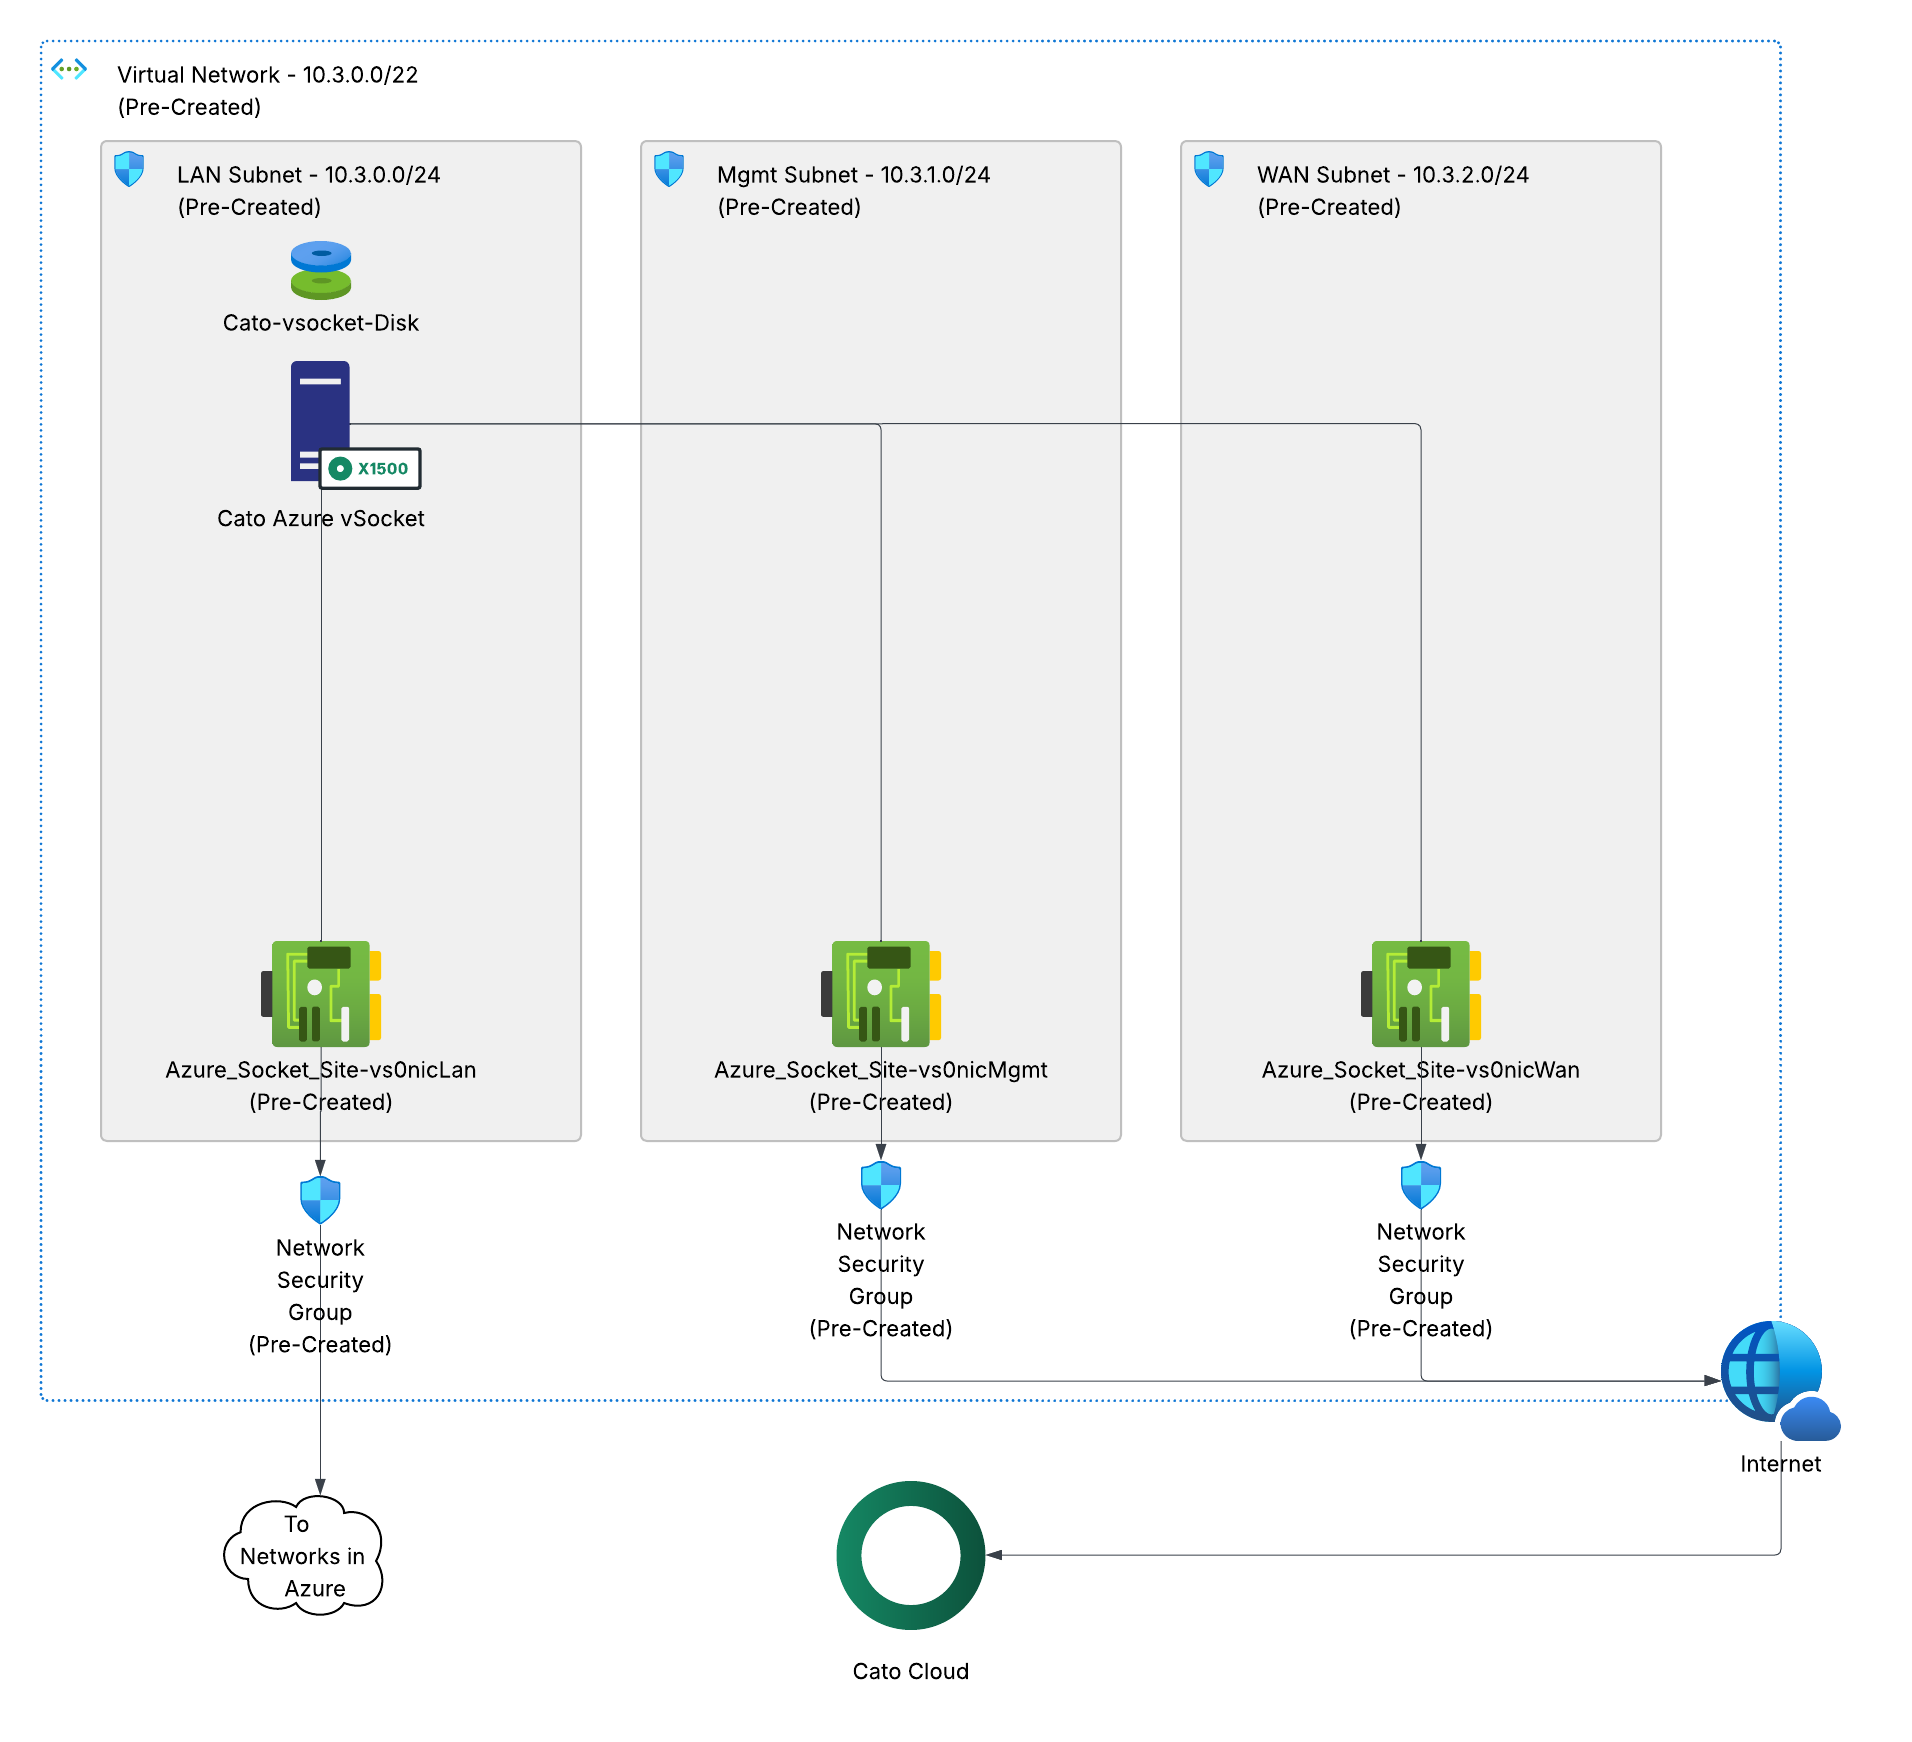 Virtual Network - 10.3.0.0/22
(Pre-Created)
LAN Subnet - 10.3.0.0/24
(Pre-Created)
Mgmt Subnet - 10.3.1.0/24
(Pre-Created)
WAN Subnet - 10.3.2.0/24
(Pre-Created)
Cato-vsocket-Disk
X1500
Cato Azure vSocket
Azure_Socket_Site-vs0nicLan
(Pre-Created)
Azure_Socket_Site-vs0nicMgmt
(Pre-Created)
Azure_Socket_Site-vs0nicWan
(Pre-Created)
Network
Security
Group
(Pre-Created)
Network
Security
Group
(Pre-Created)
Network
Security
Group
(Pre-Created)
Internet
To
Networks in
Azure
Cato Cloud